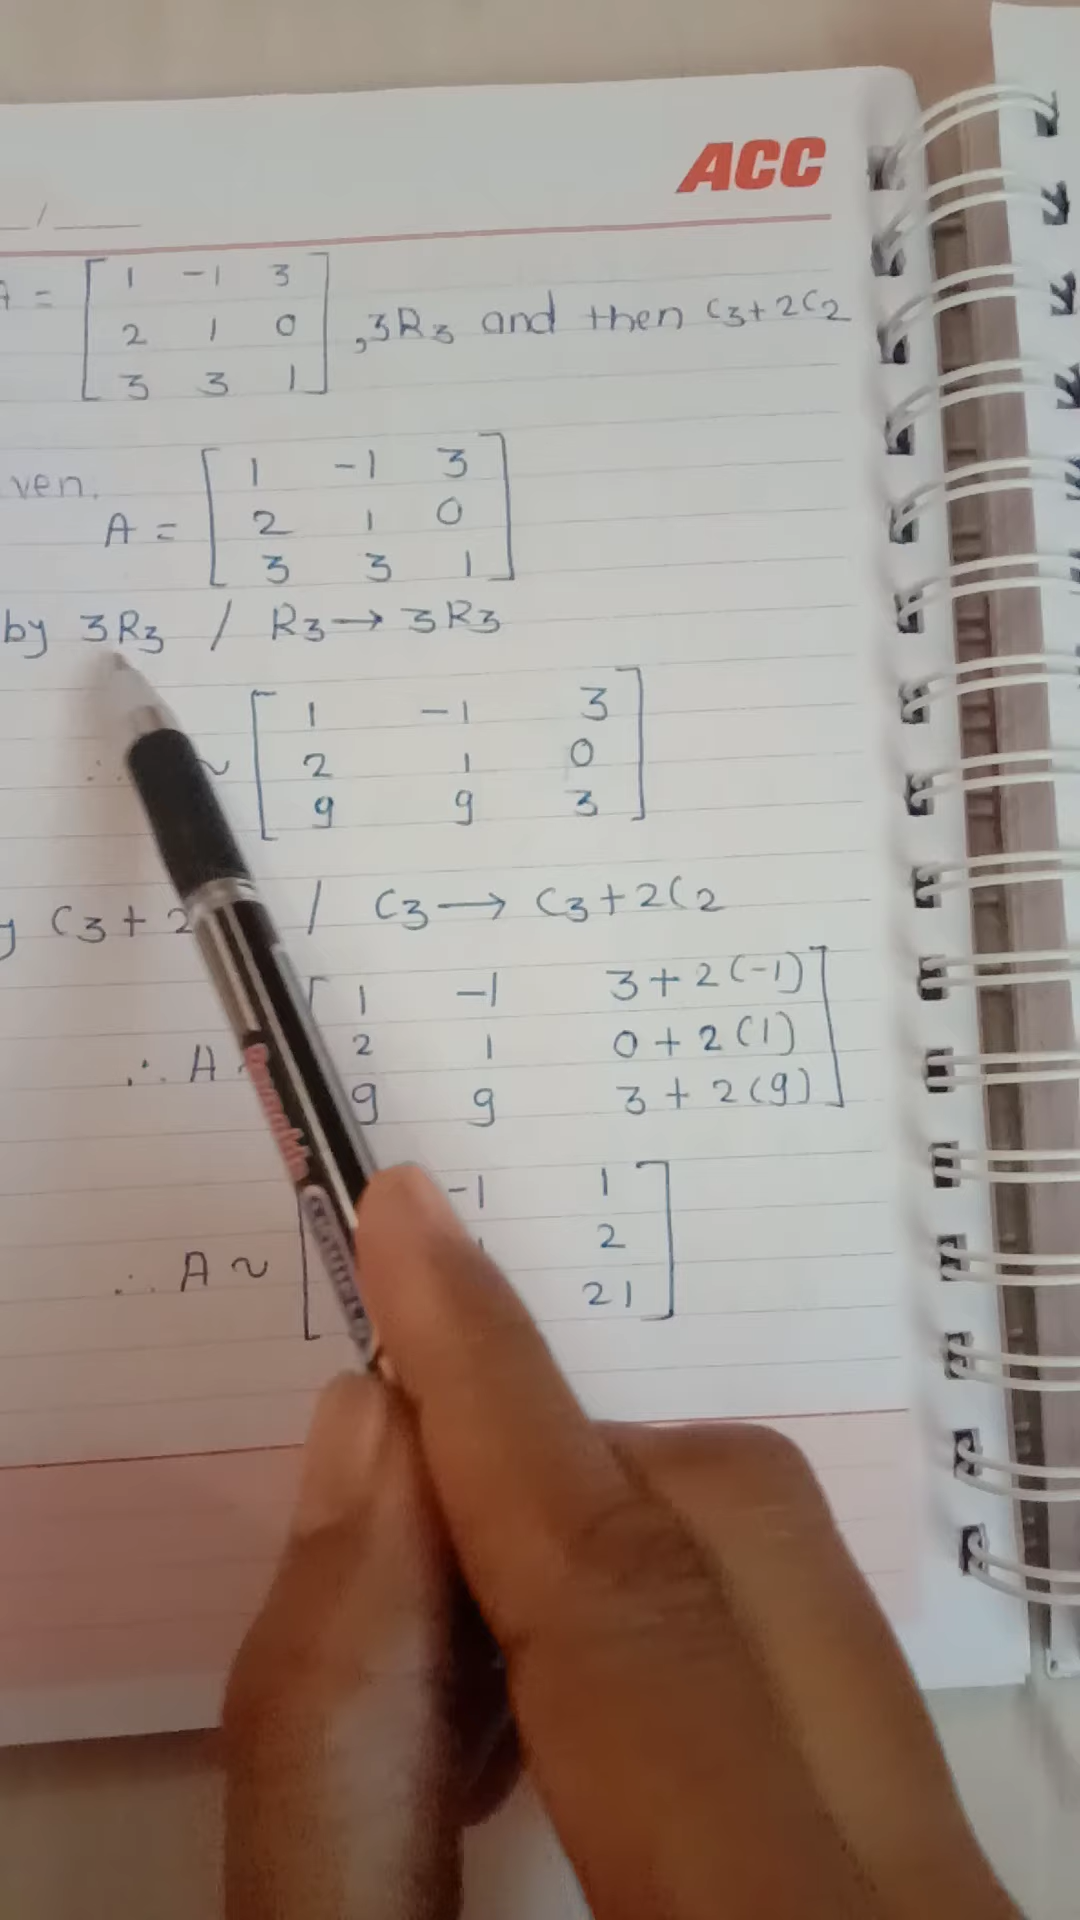 ACC
A = [ 1 -1 3
2 1 0
3 3 1 ] , 3R3 and then C3+2C2
ven.
A = [ 1 -1 3
2 1 0
3 3 1 ]
by 3R3 / R3 → 3R3
∴ ~ [ 1 -1 3
2 1 0
9 9 3 ]
y C3 + 2 / C3 → C3+2C2
∴ A [ 1 -1 3+2(-1)
2 1 0+2(1)
9 9 3+2(9) ]
∴ A ~ [ -1 1
2
21 ]